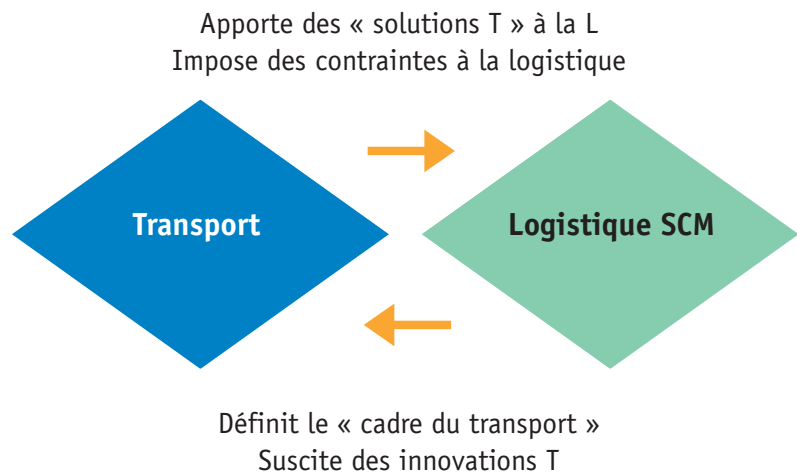 Apporte des « solutions T » à la L
Impose des contraintes à la logistique
Transport
Logistique SCM
Définit le « cadre du transport »
Suscite des innovations T